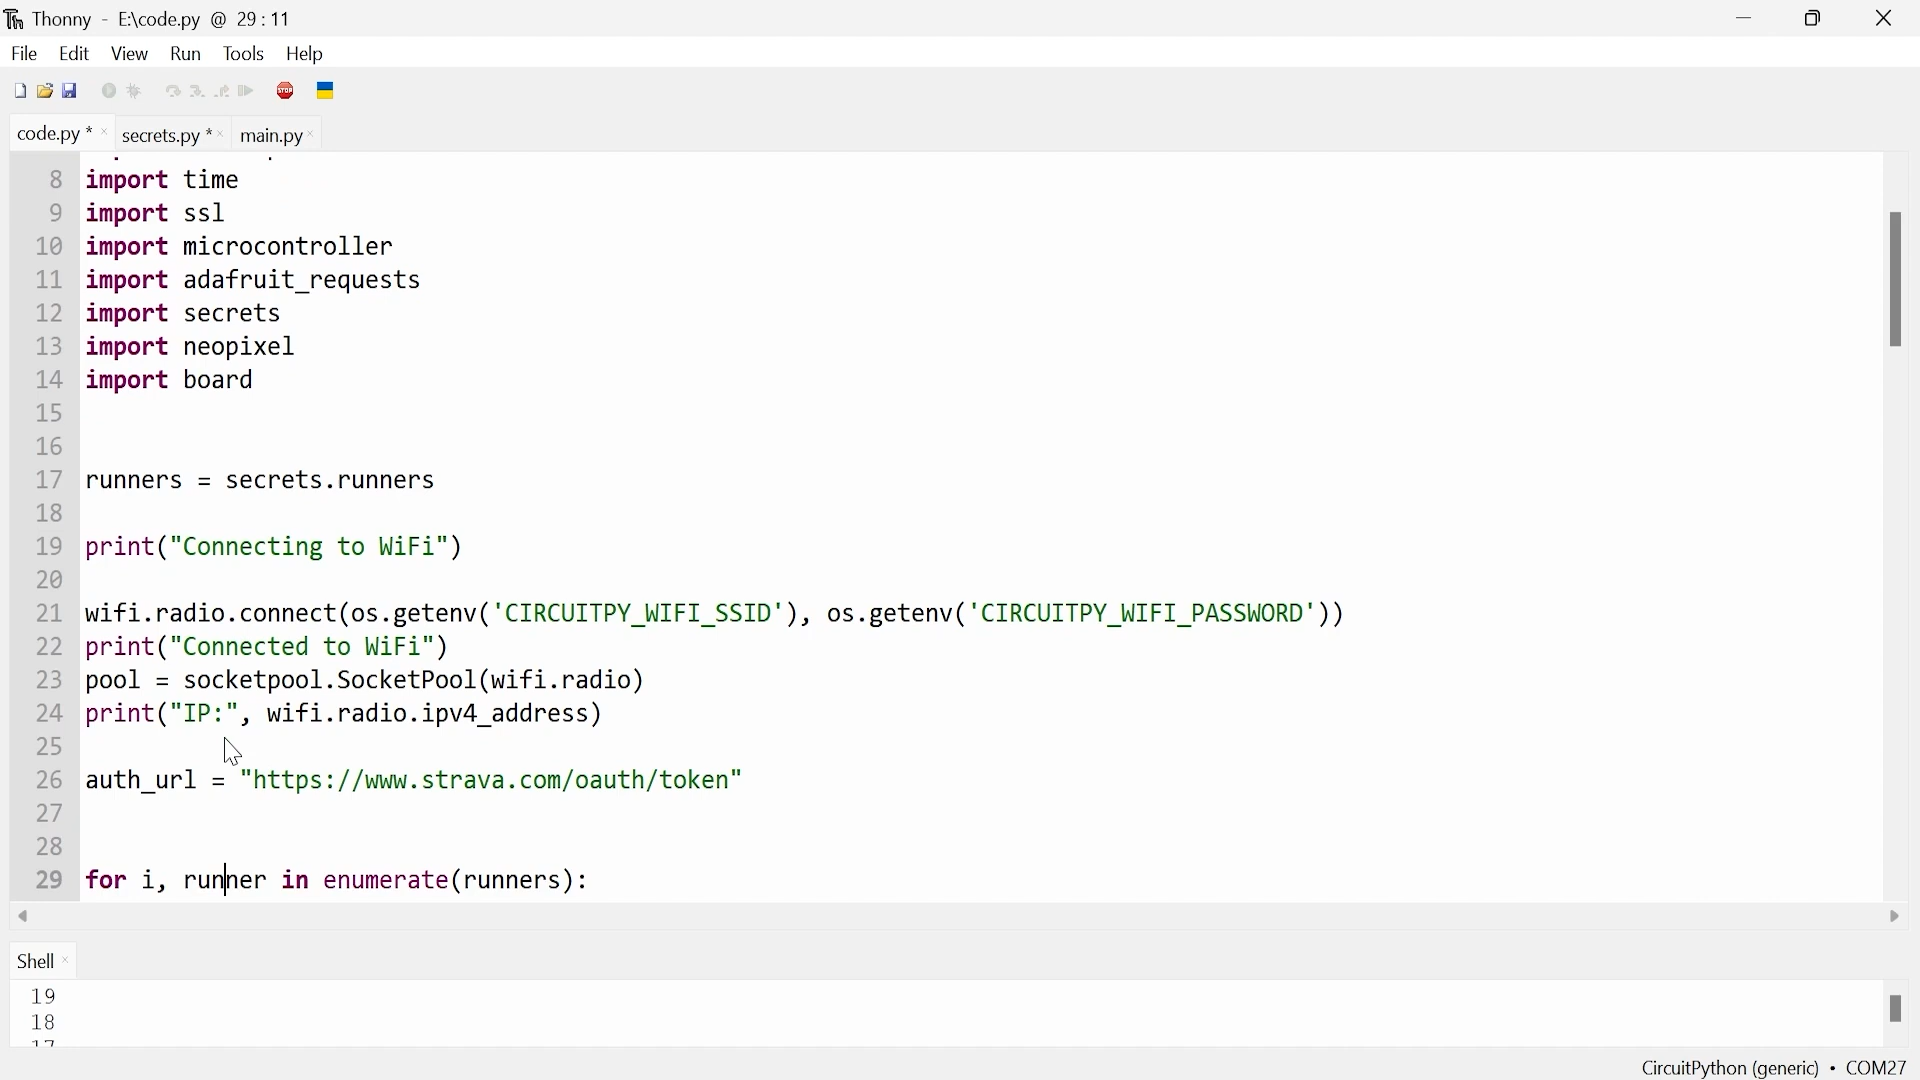 Thonny - E:\code.py @ 29 : 11
File Edit View Run Tools Help
STOP
code.py * × secrets.py * × main.py ×
8 import time
9 import ssl
10 import microcontroller
11 import adafruit_requests
12 import secrets
13 import neopixel
14 import board
15
16
17 runners = secrets.runners
18
19 print("Connecting to WiFi")
20
21 wifi.radio.connect(os.getenv('CIRCUITPY_WIFI_SSID'), os.getenv('CIRCUITPY_WIFI_PASSWORD'))
22 print("Connected to WiFi")
23 pool = socketpool.SocketPool(wifi.radio)
24 print("IP:", wifi.radio.ipv4_address)
25
26 auth_url = "https://www.strava.com/oauth/token"
27
28
29 for i, runner in enumerate(runners):
Shell ×
19
18
17
CircuitPython (generic) • COM27